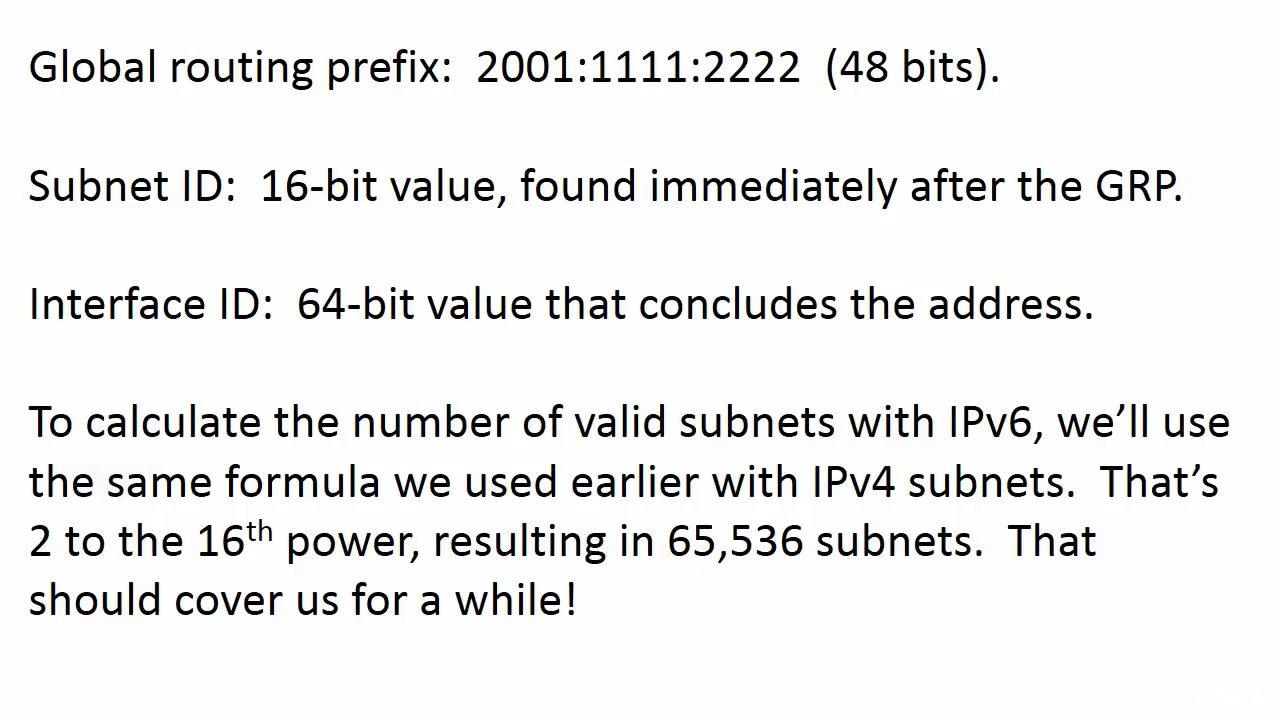 Global routing prefix: 2001:1111:2222 (48 bits).
Subnet ID: 16-bit value, found immediately after the GRP.
Interface ID: 64-bit value that concludes the address.
To calculate the number of valid subnets with IPv6, we’ll use
the same formula we used earlier with IPv4 subnets. That’s
2 to the 16th power, resulting in 65,536 subnets. That
should cover us for a while!